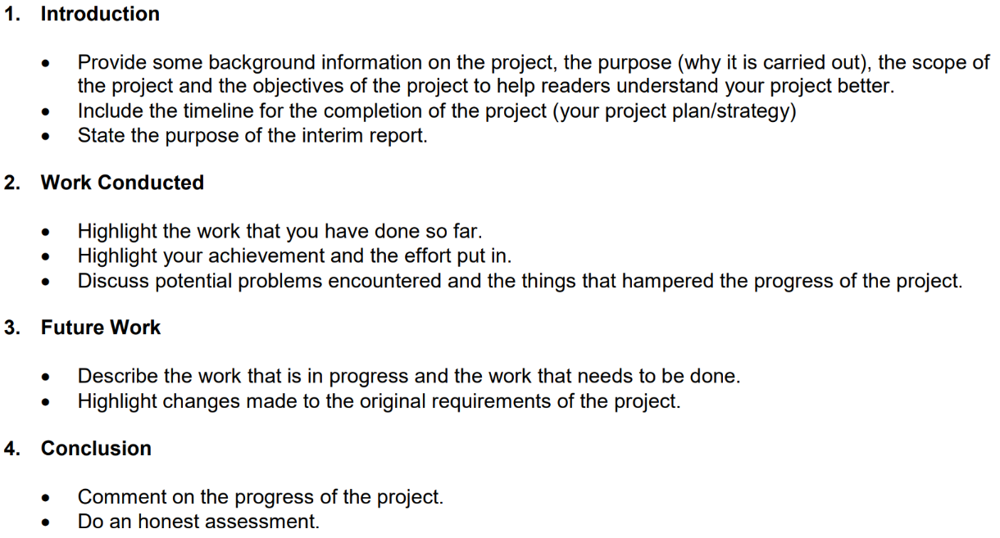 1. Introduction
• Provide some background information on the project, the purpose (why it is carried out), the scope of
the project and the objectives of the project to help readers understand your project better.
• Include the timeline for the completion of the project (your project plan/strategy)
• State the purpose of the interim report.
2. Work Conducted
• Highlight the work that you have done so far.
• Highlight your achievement and the effort put in.
• Discuss potential problems encountered and the things that hampered the progress of the project.
3. Future Work
• Describe the work that is in progress and the work that needs to be done.
• Highlight changes made to the original requirements of the project.
4. Conclusion
• Comment on the progress of the project.
• Do an honest assessment.